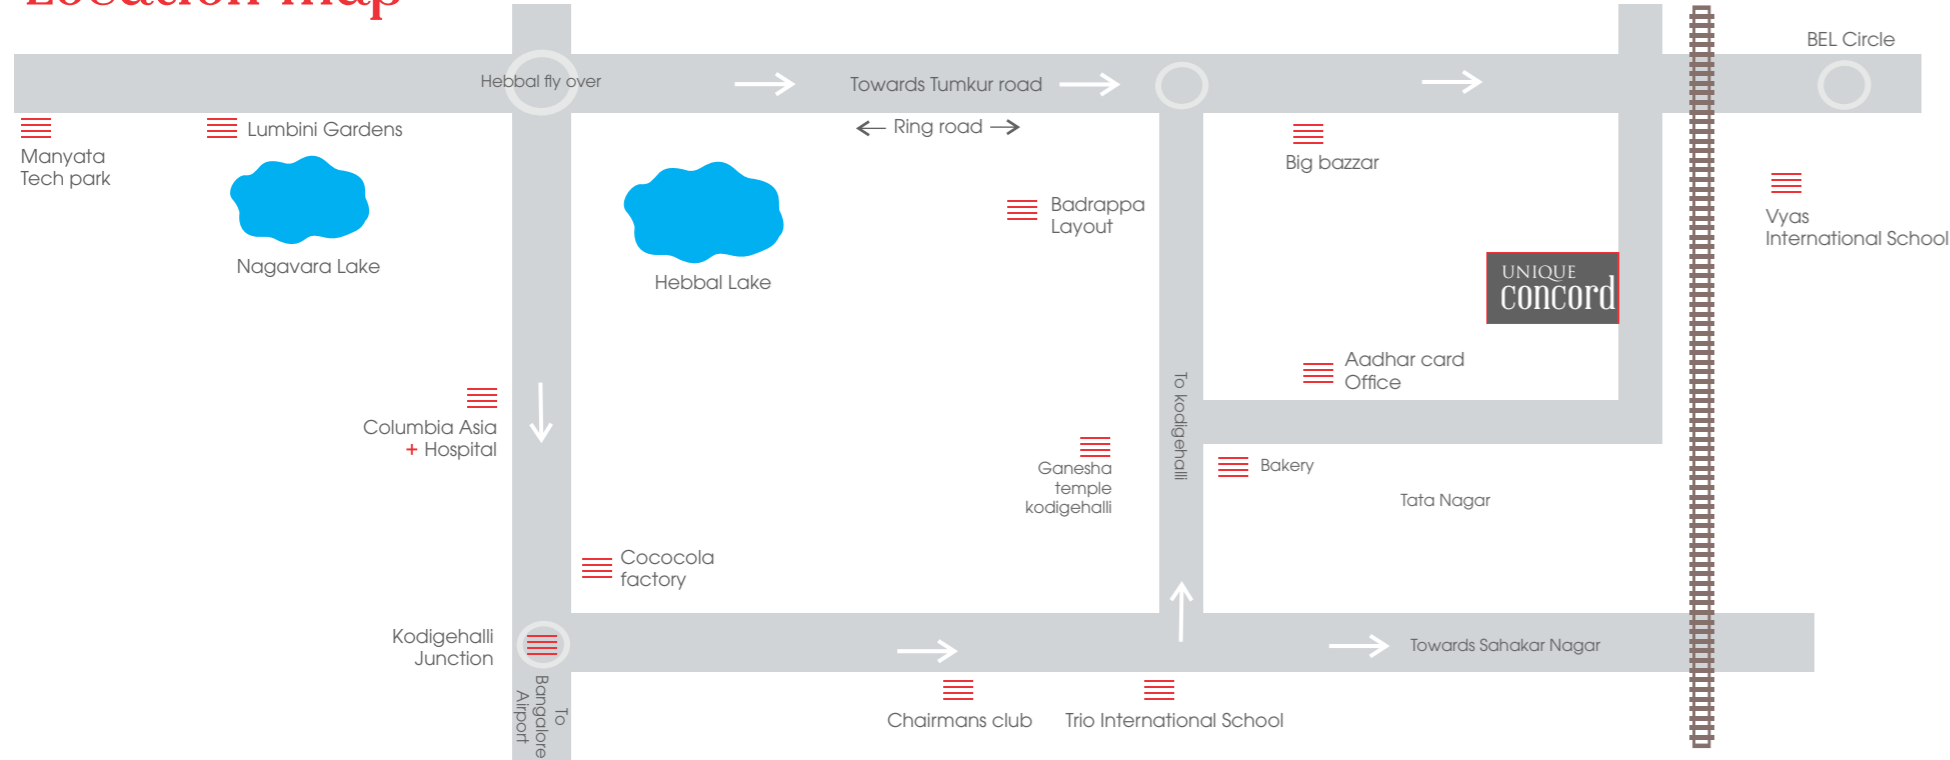 Location map
BEL Circle
Hebbal fly over
Towards Tumkur road
Ring road
Manyata
Tech park
Lumbini Gardens
Big bazzar
Badrappa
Layout
Vyas
International School
Nagavara Lake
Hebbal Lake
UNIQUE
concord
Aadhar card
Office
To kodigehalli
Columbia Asia
+ Hospital
Ganesha
temple
kodigehalli
Bakery
Tata Nagar
Cococola
factory
Kodigehalli
Junction
Towards Sahakar Nagar
To
Bangalore
Airport
Chairmans club
Trio International School